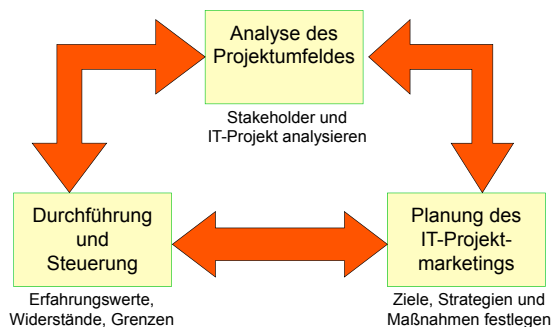 Analyse des
Projektumfeldes
Stakeholder und
IT-Projekt analysieren
Durchführung
und
Steuerung
Erfahrungswerte,
Widerstände, Grenzen
Planung des
IT-Projekt-
marketings
Ziele, Strategien und
Maßnahmen festlegen